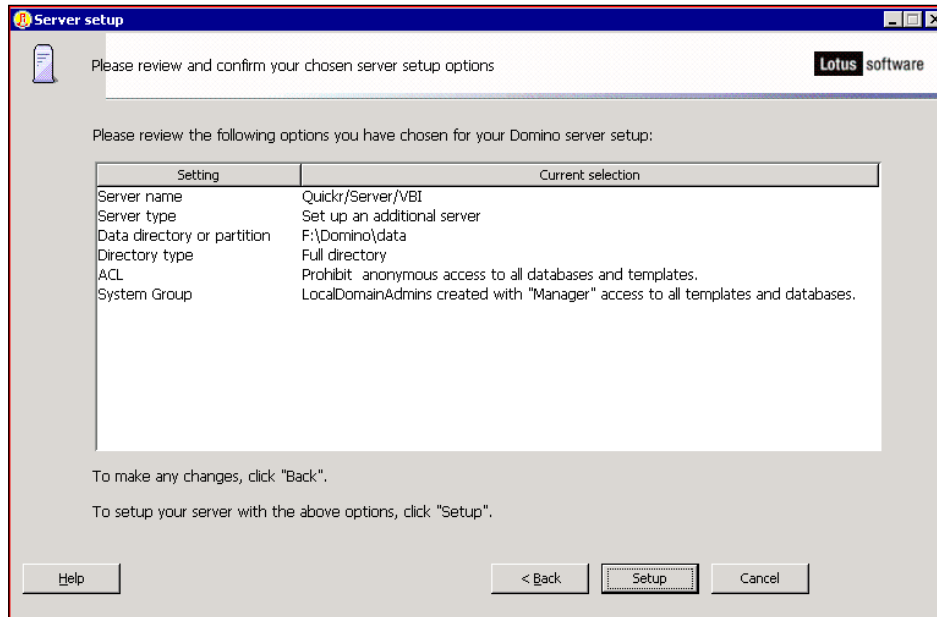 Server setup
Please review and confirm your chosen server setup options
Lotus software
Please review the following options you have chosen for your Domino server setup:
Setting Current selection
Server name Quickr/Server/VBI
Server type Set up an additional server
Data directory or partition F:\Domino\data
Directory type Full directory
ACL Prohibit anonymous access to all databases and templates.
System Group LocalDomainAdmins created with "Manager" access to all templates and databases.
To make any changes, click "Back".
To setup your server with the above options, click "Setup".
Help < Back Setup Cancel